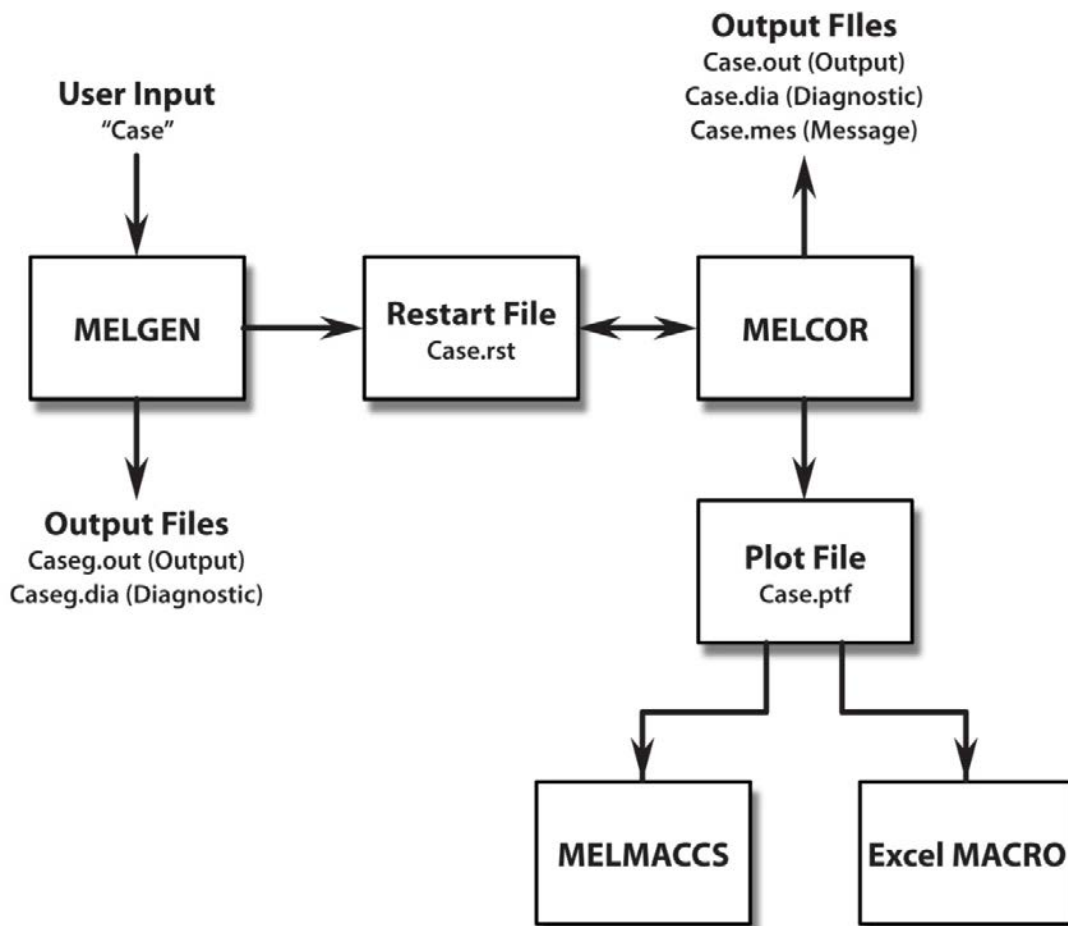 Output FIles
Case.out (Output)
Case.dia (Diagnostic)
Case.mes (Message)
User Input
“Case”
MELGEN
Restart File
Case.rst
MELCOR
Output Files
Caseg.out (Output)
Caseg.dia (Diagnostic)
Plot File
Case.ptf
MELMACCS
Excel MACRO